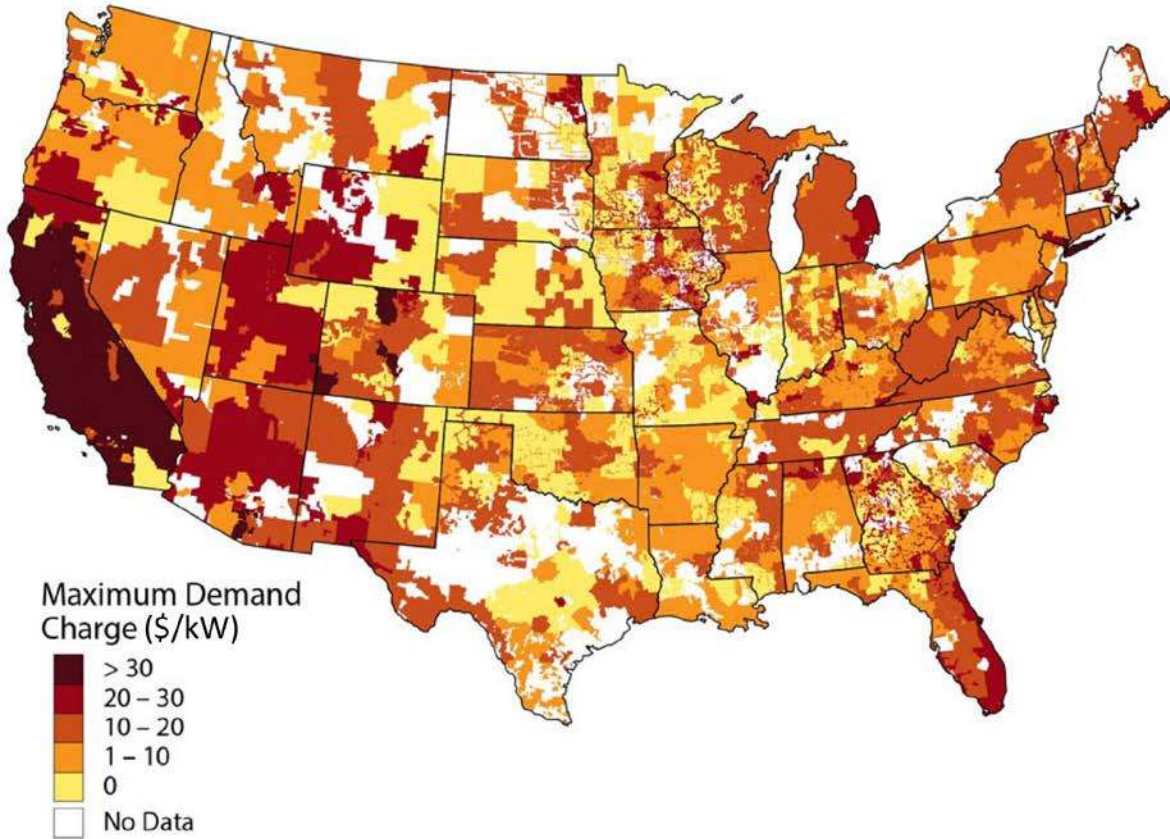 Maximum Demand
Charge ($/kW)
> 30
20 – 30
10 – 20
1 – 10
0
No Data